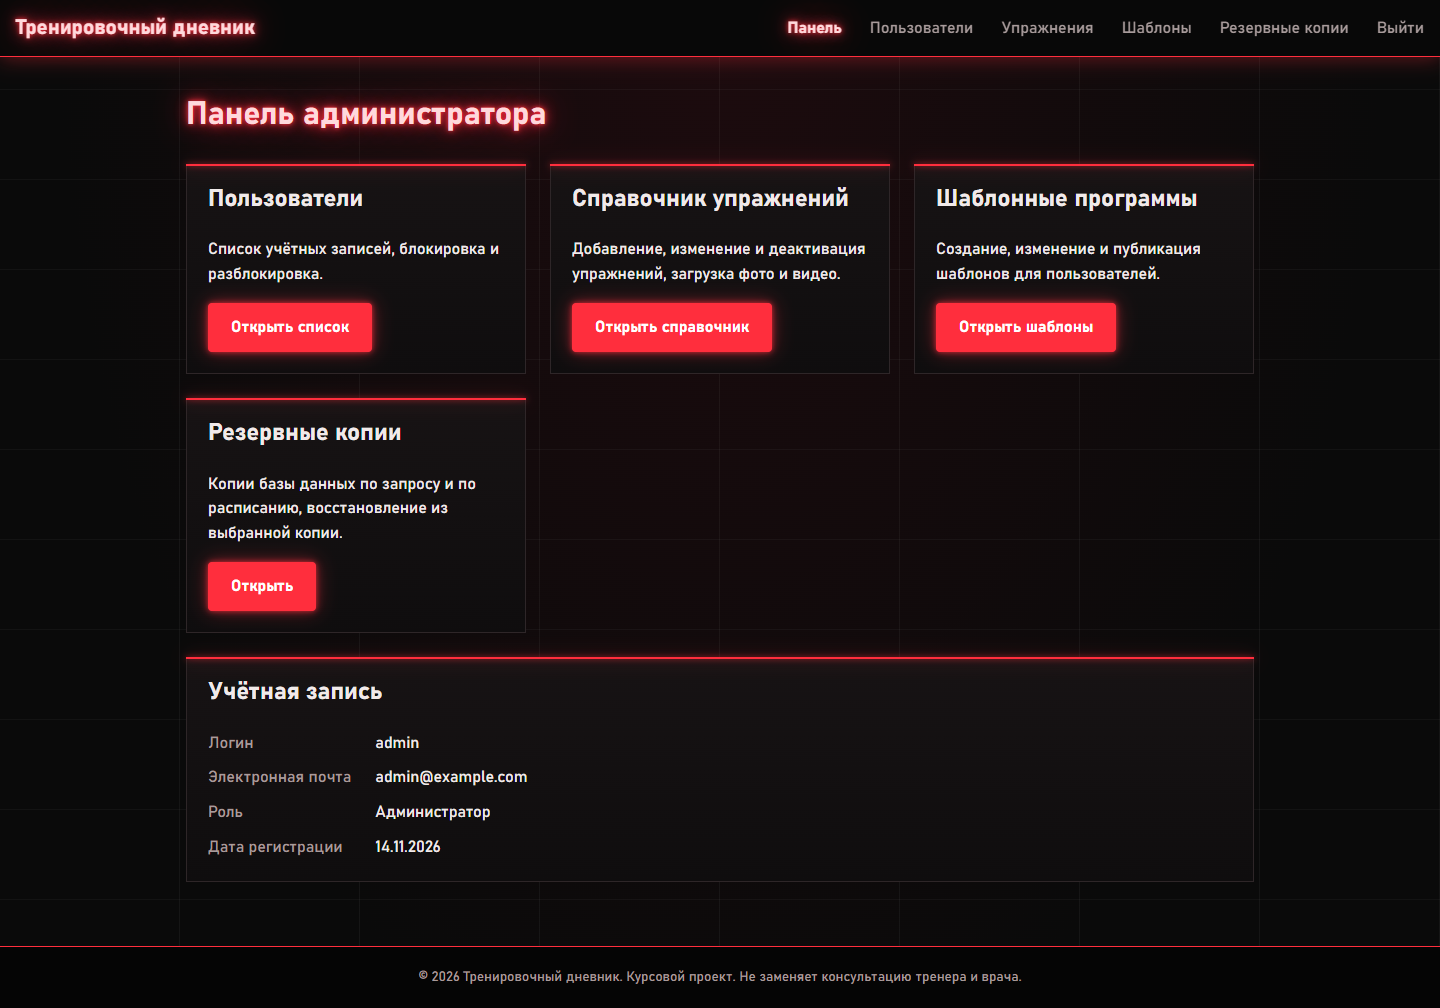 Тренировочный дневник
Панель Пользователи Упражнения Шаблоны Резервные копии Выйти
Панель администратора
Пользователи
Список учётных записей, блокировка и
разблокировка.
Открыть список
Справочник упражнений
Добавление, изменение и деактивация
упражнений, загрузка фото и видео.
Открыть справочник
Шаблонные программы
Создание, изменение и публикация
шаблонов для пользователей.
Открыть шаблоны
Резервные копии
Копии базы данных по запросу и по
расписанию, восстановление из
выбранной копии.
Открыть
Учётная запись
Логин admin
Электронная почта admin@example.com
Роль Администратор
Дата регистрации 14.11.2026
© 2026 Тренировочный дневник. Курсовой проект. Не заменяет консультацию тренера и врача.